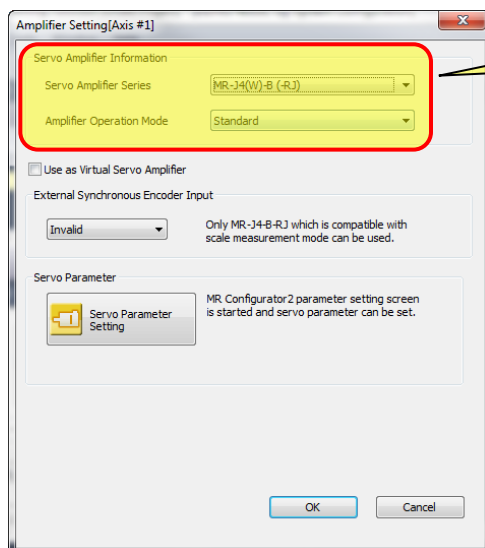 Amplifier Setting[Axis #1]
Servo Amplifier Information
Servo Amplifier Series
MR-J4(W)-B (-RJ)
Amplifier Operation Mode
Standard
Use as Virtual Servo Amplifier
External Synchronous Encoder Input
Invalid
Only MR-J4-B-RJ which is compatible with
scale measurement mode can be used.
Servo Parameter
Servo Parameter
Setting
MR Configurator2 parameter setting screen
is started and servo parameter can be set.
OK
Cancel